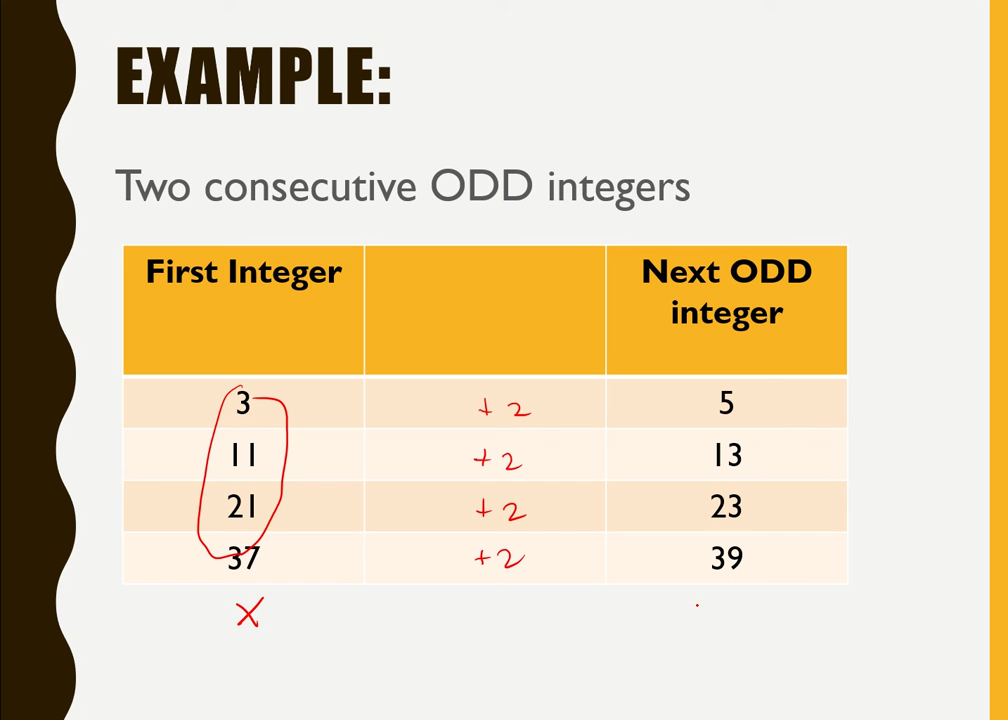 EXAMPLE:
Two consecutive ODD integers
First Integer Next ODD
integer
3 + 2 5
11 + 2 13
21 + 2 23
37 + 2 39
x